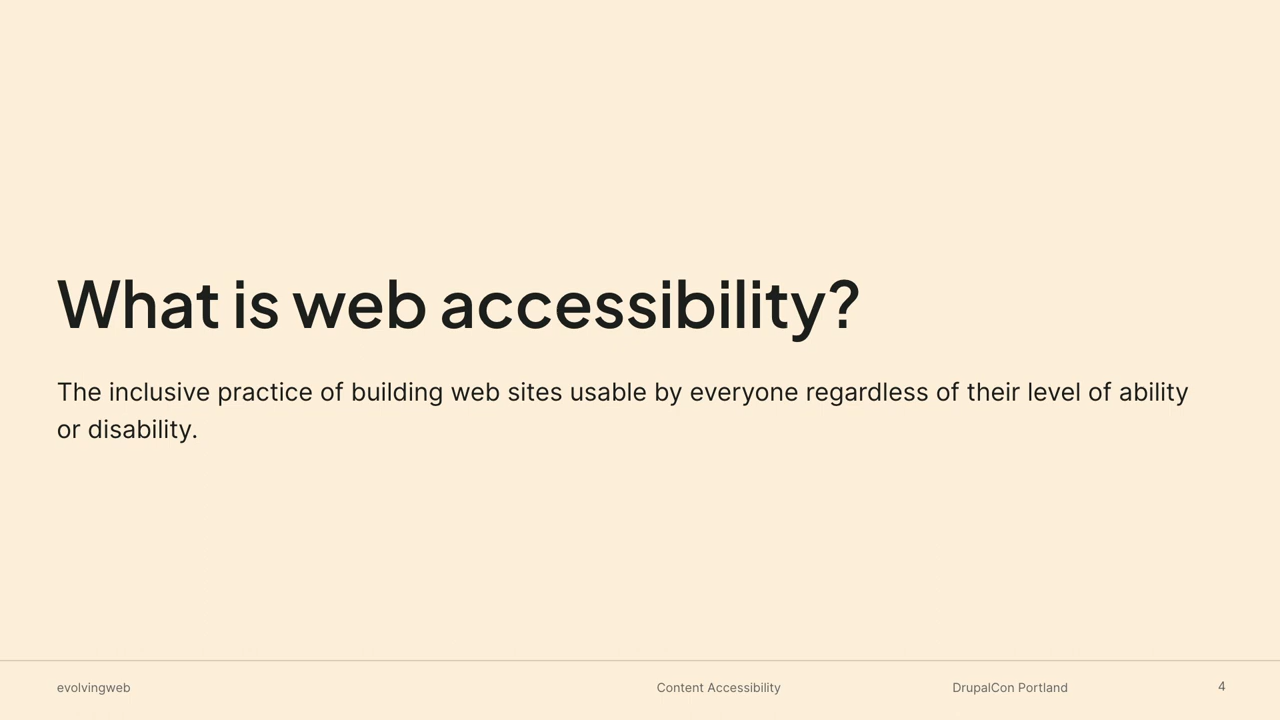 What is web accessibility?
The inclusive practice of building web sites usable by everyone regardless of their level of ability
or disability.
evolvingweb
Content Accessibility
DrupalCon Portland
4